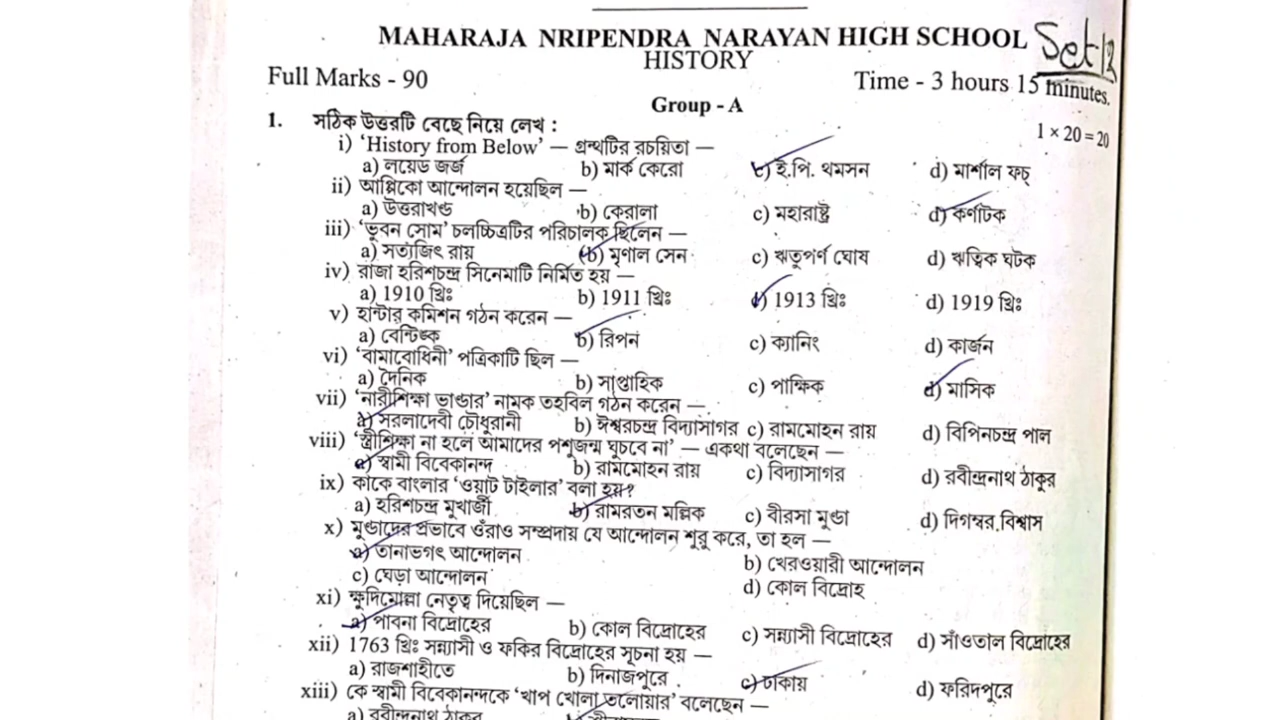 MAHARAJA NRIPENDRA NARAYAN HIGH SCHOOL Set 12
HISTORY
Full Marks - 90 Time - 3 hours 15 minutes.
Group - A
1. সঠিক উত্তরটি বেছে নিয়ে লেখ : 1 × 20 = 20
i) ‘History from Below’ — গ্রন্থটির রচয়িতা —
a) লয়েড জর্জ b) মার্ক কেরো c) ই.পি. থমসন d) মার্শাল ফচ্
ii) আপ্পিকো আন্দোলন হয়েছিল —
a) উত্তরাখণ্ড b) কেরালা c) মহারাষ্ট্র d) কর্ণাটক
iii) ‘ভুবন সোম’ চলচ্চিত্রটির পরিচালক ছিলেন —
a) সত্যজিৎ রায় (b) মৃণাল সেন c) ঋতুপর্ণ ঘোষ d) ঋত্বিক ঘটক
iv) রাজা হরিশচন্দ্র সিনেমাটি নির্মিত হয় —
a) 1910 খ্রিঃ b) 1911 খ্রিঃ c) 1913 খ্রিঃ d) 1919 খ্রিঃ
v) হান্টার কমিশন গঠন করেন —
a) বেন্টিঙ্ক b) রিপন c) ক্যানিং d) কার্জন
vi) ‘বামাবোধিনী’ পত্রিকাটি ছিল —
a) দৈনিক b) সাপ্তাহিক c) পাক্ষিক d) মাসিক
vii) ‘নারীশিক্ষা ভাণ্ডার’ নামক তহবিল গঠন করেন —
a) সরলাদেবী চৌধুরানী b) ঈশ্বরচন্দ্র বিদ্যাসাগর c) রামমোহন রায় d) বিপিনচন্দ্র পাল
viii) ‘স্ত্রীশিক্ষা না হলে আমাদের পশুজন্ম ঘুচবে না’ — একথা বলেছেন —
a) স্বামী বিবেকানন্দ b) রামমোহন রায় c) বিদ্যাসাগর d) রবীন্দ্রনাথ ঠাকুর
ix) কাকে বাংলার ‘ওয়াট টাইলার’ বলা হয়?
a) হরিশচন্দ্র মুখার্জী b) রামরতন মল্লিক c) বীরসা মুন্ডা d) দিগম্বর বিশ্বাস
x) মুন্ডাদের প্রভাবে ওঁরাও সম্প্রদায় যে আন্দোলন শুরু করে, তা হল —
a) তানাভগৎ আন্দোলন b) খেরওয়ারী আন্দোলন
c) ঘেড়া আন্দোলন d) কোল বিদ্রোহ
xi) ক্ষুদিমোল্লা নেতৃত্ব দিয়েছিল —
a) পাবনা বিদ্রোহের b) কোল বিদ্রোহের c) সন্ন্যাসী বিদ্রোহের d) সাঁওতাল বিদ্রোহের
xii) 1763 খ্রিঃ সন্ন্যাসী ও ফকির বিদ্রোহের সূচনা হয় —
a) রাজশাহীতে b) দিনাজপুরে c) ঢাকায় d) ফরিদপুরে
xiii) কে স্বামী বিবেকানন্দকে ‘খাপ খোলা তলোয়ার’ বলেছেন —
a) রবীন্দ্রনাথ ঠাকুর